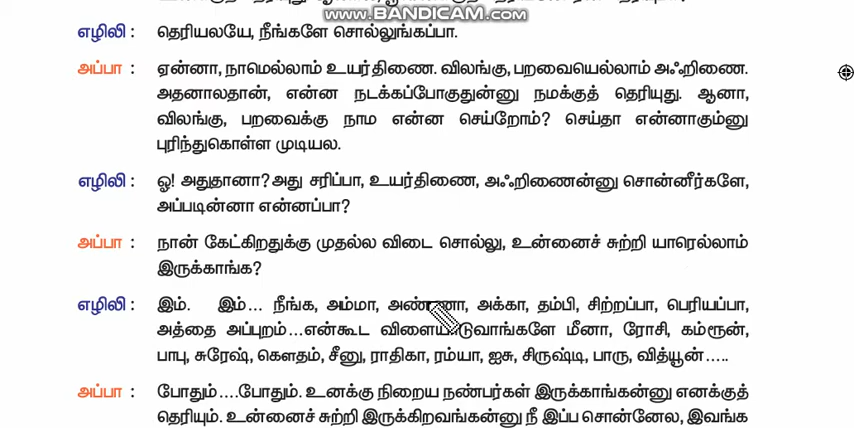 www.BANDICAM.com
எழிலி : தெரியலயே, நீங்களே சொல்லுங்கப்பா.
அப்பா : ஏன்னா, நாமெல்லாம் உயர்திணை. விலங்கு, பறவையெல்லாம் அஃறிணை.
அதனாலதான், என்ன நடக்கப்போகுதுன்னு நமக்குத் தெரியுது. ஆனா,
விலங்கு, பறவைக்கு நாம என்ன செய்றோம்? செய்தா என்னாகும்னு
புரிந்துகொள்ள முடியல.
எழிலி : ஓ! அதுதானா? அது சரிப்பா, உயர்திணை, அஃறிணைன்னு சொன்னீர்களே,
அப்படின்னா என்னப்பா?
அப்பா : நான் கேட்கிறதுக்கு முதல்ல விடை சொல்லு, உன்னைச் சுற்றி யாரெல்லாம்
இருக்காங்க?
எழிலி : இம். இம்... நீங்க, அம்மா, அண்ணா, அக்கா, தம்பி, சிற்றப்பா, பெரியப்பா,
அத்தை அப்புறம்...என்கூட விளையாடுவாங்களே மீனா, ரோசி, கம்ரூன்,
பாபு, சுரேஷ், கௌதம், சீனு, ராதிகா, ரம்யா, ஐசு, சிருஷ்டி, பாரு, வித்யூன்.....
அப்பா : போதும்....போதும். உனக்கு நிறைய நண்பர்கள் இருக்காங்கன்னு எனக்குத்
தெரியும். உன்னைச் சுற்றி இருக்கிறவங்கன்னு நீ இப்ப சொன்னேல, இவங்க